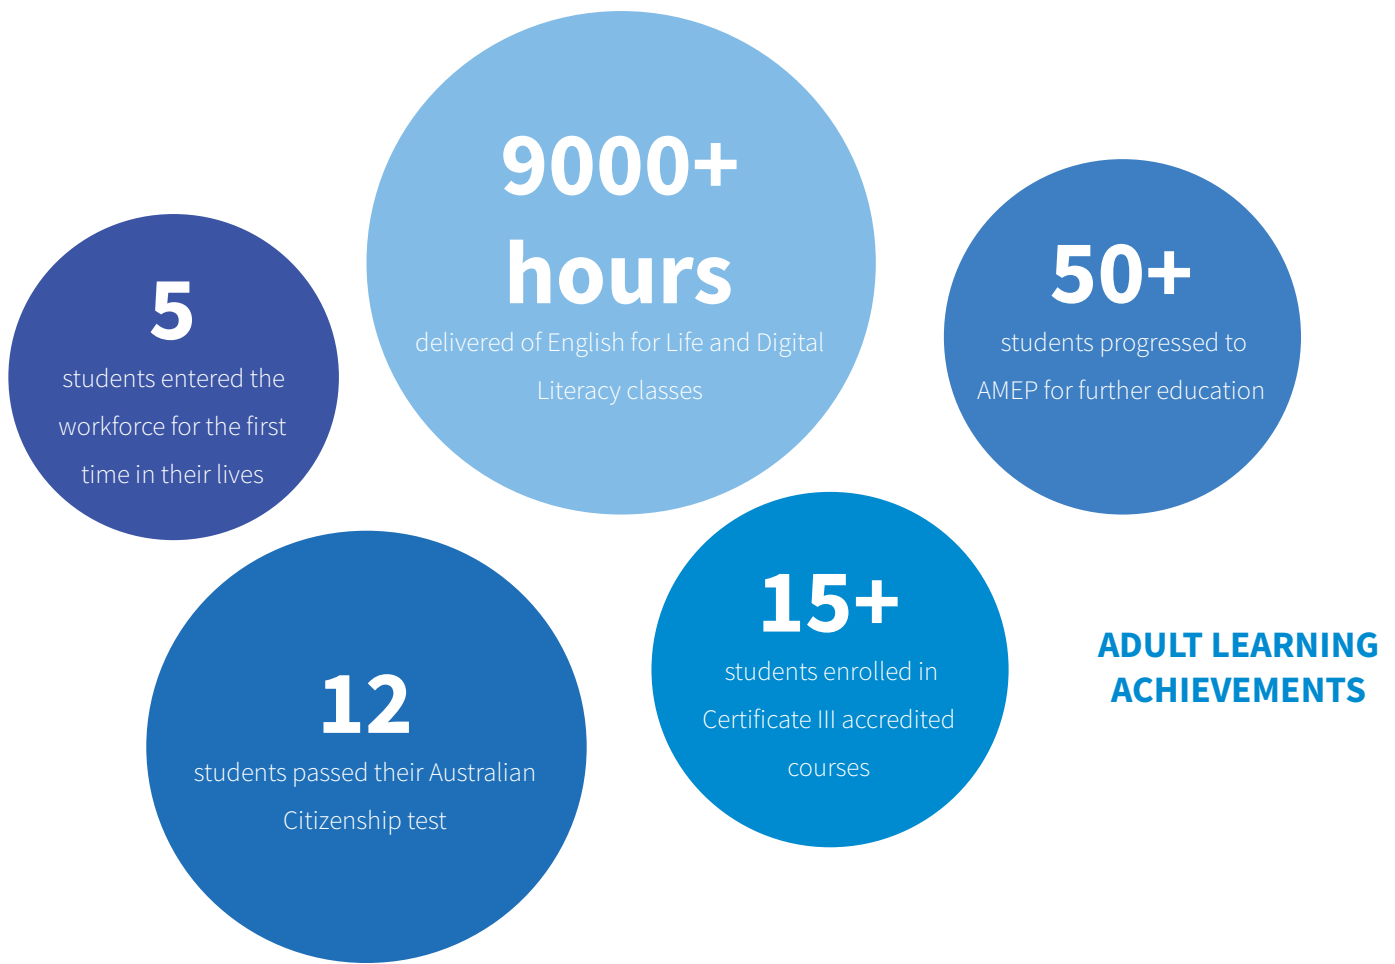 9000+
hours
delivered of English for Life and Digital
Literacy classes
50+
students progressed to
AMEP for further education
5
students entered the
workforce for the first
time in their lives
15+
students enrolled in
Certificate III accredited
courses
12
students passed their Australian
Citizenship test
ADULT LEARNING
ACHIEVEMENTS